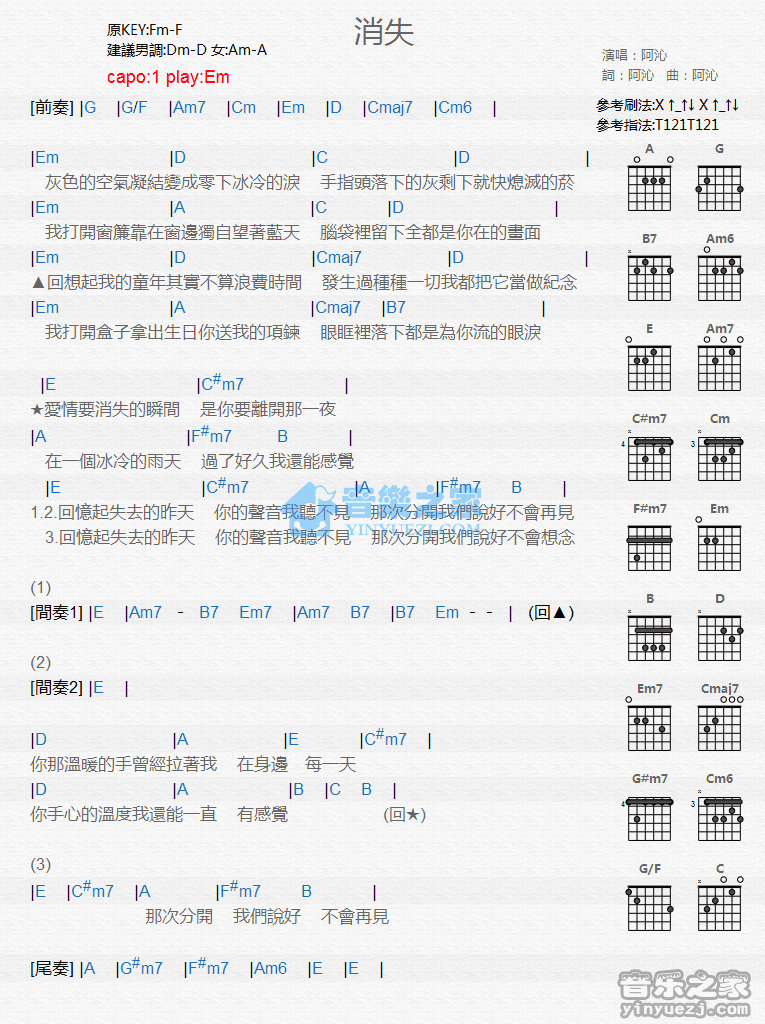 消失
原KEY:Fm-F
建議男調:Dm-D 女:Am-A
capo:1 play:Em
演唱：阿沁
詞：阿沁 曲：阿沁
參考刷法:X ↑_↑↓ X ↑_↑↓
參考指法:T121T121
[前奏] |G |G/F |Am7 |Cm |Em |D |Cmaj7 |Cm6 |
|Em |D |C |D |
灰色的空氣凝結變成零下冰冷的淚 手指頭落下的灰剩下就快熄滅的菸
|Em |A |C |D |
我打開窗簾靠在窗邊獨自望著藍天 腦袋裡留下全都是你在的畫面
|Em |D |Cmaj7 |D |
▲回想起我的童年其實不算浪費時間 發生過種種一切我都把它當做紀念
|Em |A |Cmaj7 |B7 |
我打開盒子拿出生日你送我的項鍊 眼眶裡落下都是為你流的眼淚
|E |C#m7 |
★愛情要消失的瞬間 是你要離開那一夜
|A |F#m7 B |
在一個冰冷的雨天 過了好久我還能感覺
|E |C#m7 |A |F#m7 B |
1.2.回憶起失去的昨天 你的聲音我聽不見 那次分開我們說好不會再見
3.回憶起失去的昨天 你的聲音我聽不見 那次分開我們說好不會想念
(1)
[間奏1] |E |Am7 - B7 Em7 |Am7 B7 |B7 Em - - | (回▲)
(2)
[間奏2] |E |
|D |A |E |C#m7 |
你那溫暖的手曾經拉著我 在身邊 每一天
|D |A |B |C B |
你手心的溫度我還能一直 有感覺 (回★)
(3)
|E |C#m7 |A |F#m7 B |
那次分開 我們說好 不會再見
[尾奏] |A |G#m7 |F#m7 |Am6 |E |E |
A G
B7 Am6
E Am7
C#m7 Cm
4 3
F#m7 Em
B D
Em7 Cmaj7
G#m7 Cm6
4 3
G/F C
音樂之家
YINYUEZJ.COM
音乐之家
yinyuezj.com